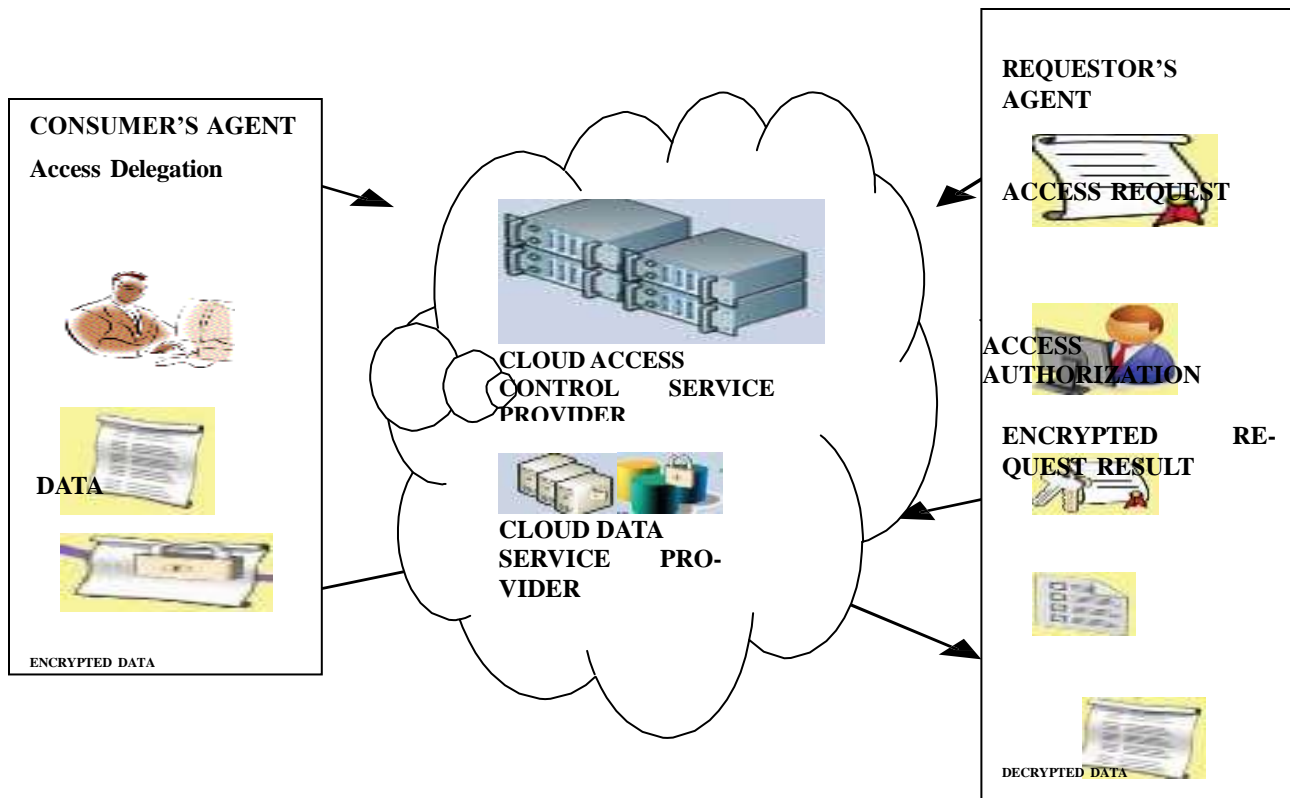 CONSUMER’S AGENT
Access Delegation
DATA
ENCRYPTED DATA
CLOUD ACCESS
CONTROL SERVICE
PROVIDER
CLOUD DATA
SERVICE PRO-
VIDER
REQUESTOR’S
AGENT
ACCESS REQUEST
ACCESS
AUTHORIZATION
ENCRYPTED RE-
QUEST RESULT
DECRYPTED DATA